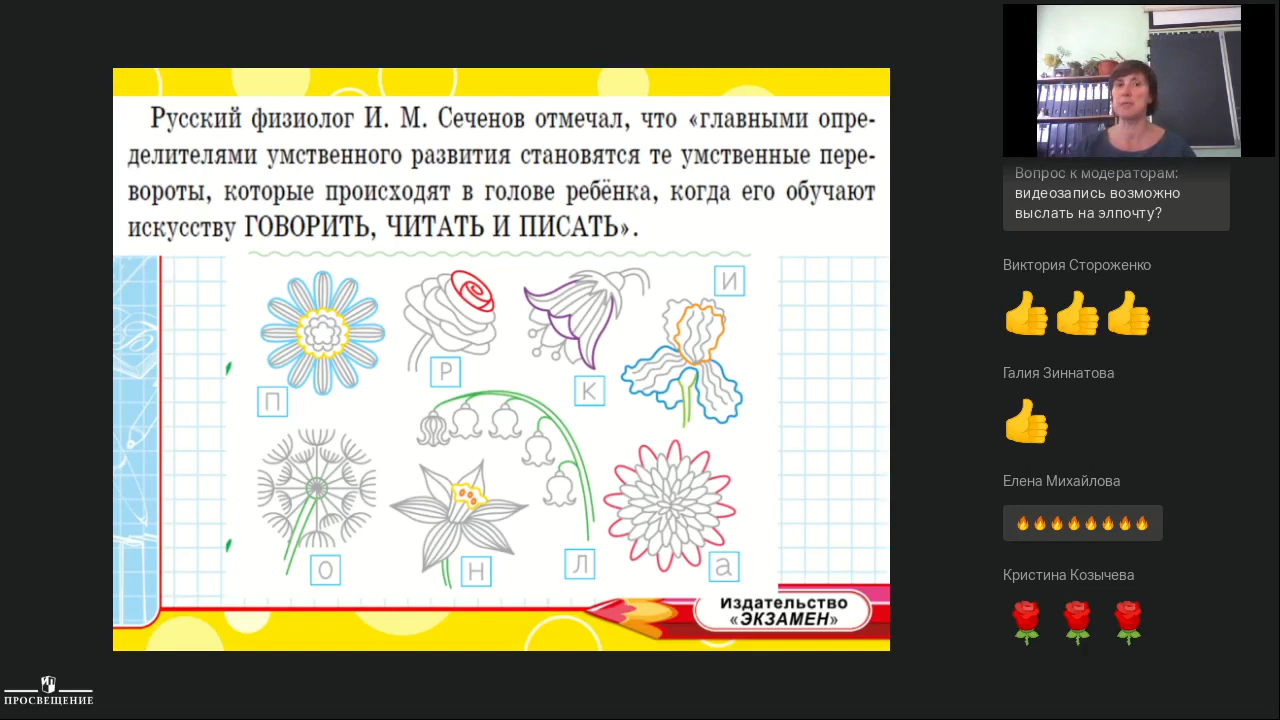 Русский физиолог И. М. Сеченов отмечал, что «главными опре-
делителями умственного развития становятся те умственные пере-
вороты, которые происходят в голове ребёнка, когда его обучают
искусству ГОВОРИТЬ, ЧИТАТЬ И ПИСАТЬ».
И
Р
К
П
О
Н
Л
а
Издательство
«ЭКЗАМЕН»
ПРОСВЕЩЕНИЕ
Вопрос к модераторам:
видеозапись возможно
выслать на элпочту?
Виктория Стороженко
Галия Зиннатова
Елена Михайлова
Кристина Козычева